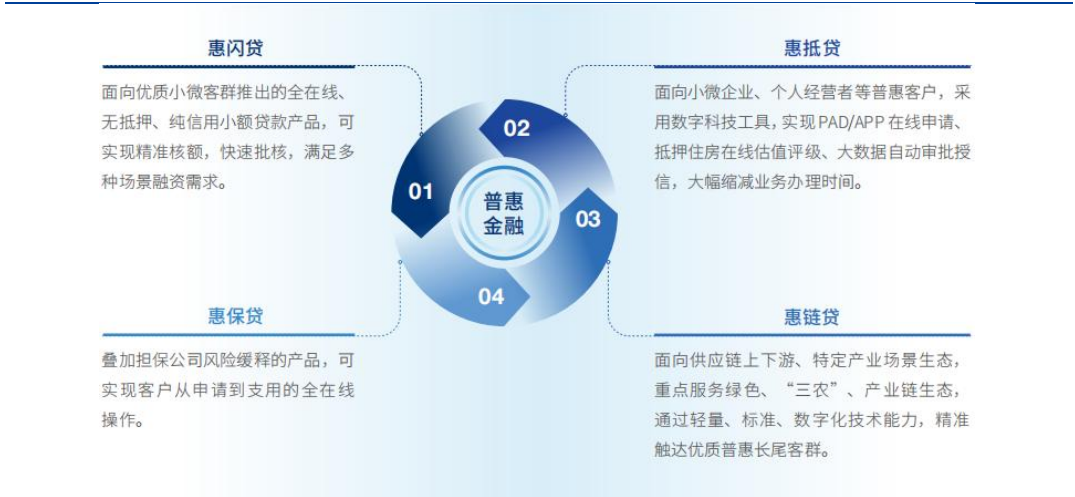 惠闪贷
面向优质小微客群推出的全在线、
无抵押、纯信用小额贷款产品，可
实现精准核额，快速批核，满足多
种场景融资需求。
惠抵贷
面向小微企业、个人经营者等普惠客户，采
用数字科技工具，实现PAD/APP在线申请、
抵押住房在线估值评级、大数据自动审批授
信，大幅缩减业务办理时间。
01
02
03
04
普惠
金融
惠保贷
叠加担保公司风险缓释的产品，可
实现客户从申请到支用的全在线
操作。
惠链贷
面向供应链上下游、特定产业场景生态，
重点服务绿色、“三农”、产业链生态，
通过轻量、标准、数字化技术能力，精准
触达优质普惠长尾客群。